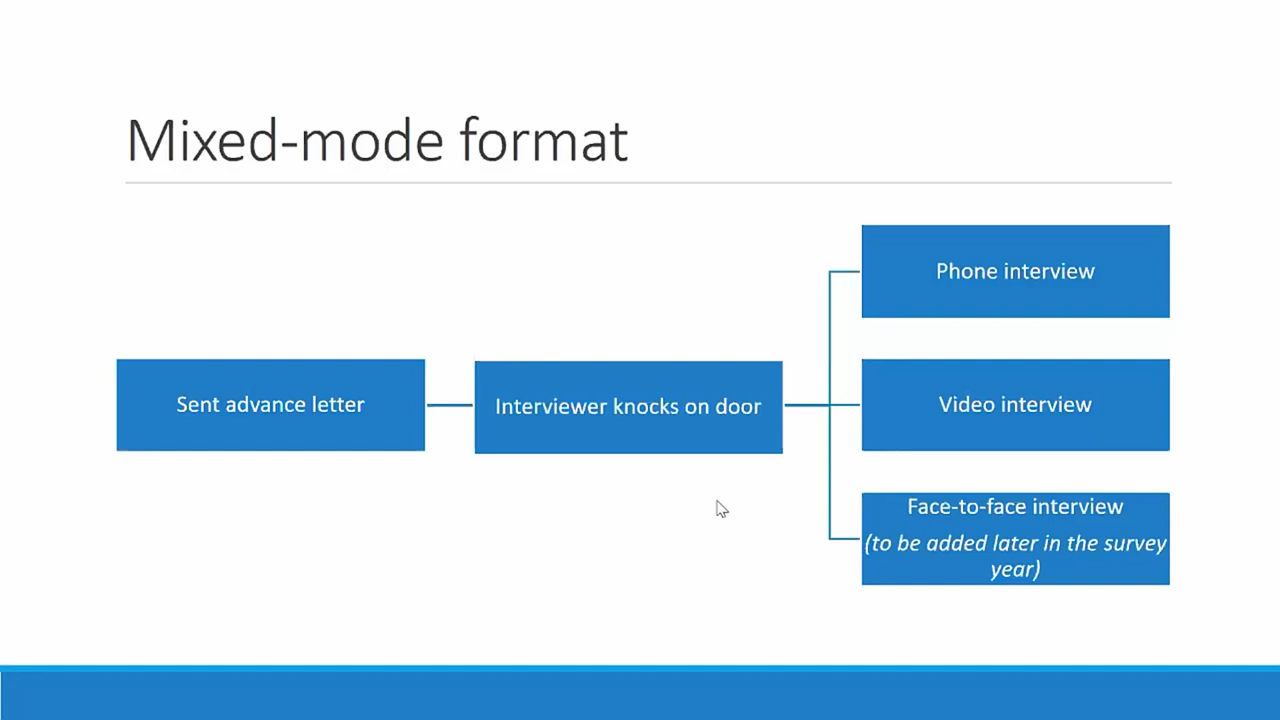 Mixed-mode format
Sent advance letter
Interviewer knocks on door
Phone interview
Video interview
Face-to-face interview
(to be added later in the survey
year)